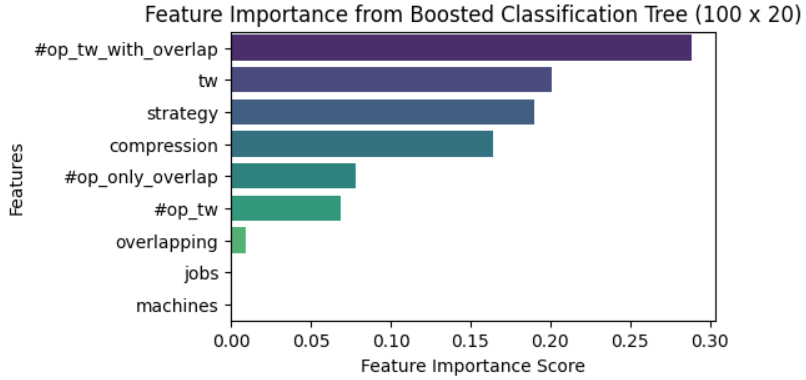 Feature Importance from Boosted Classification Tree (100 x 20)
#op_tw_with_overlap
tw
strategy
compression
#op_only_overlap
#op_tw
overlapping
jobs
machines
Features
0.00 0.05 0.10 0.15 0.20 0.25 0.30
Feature Importance Score